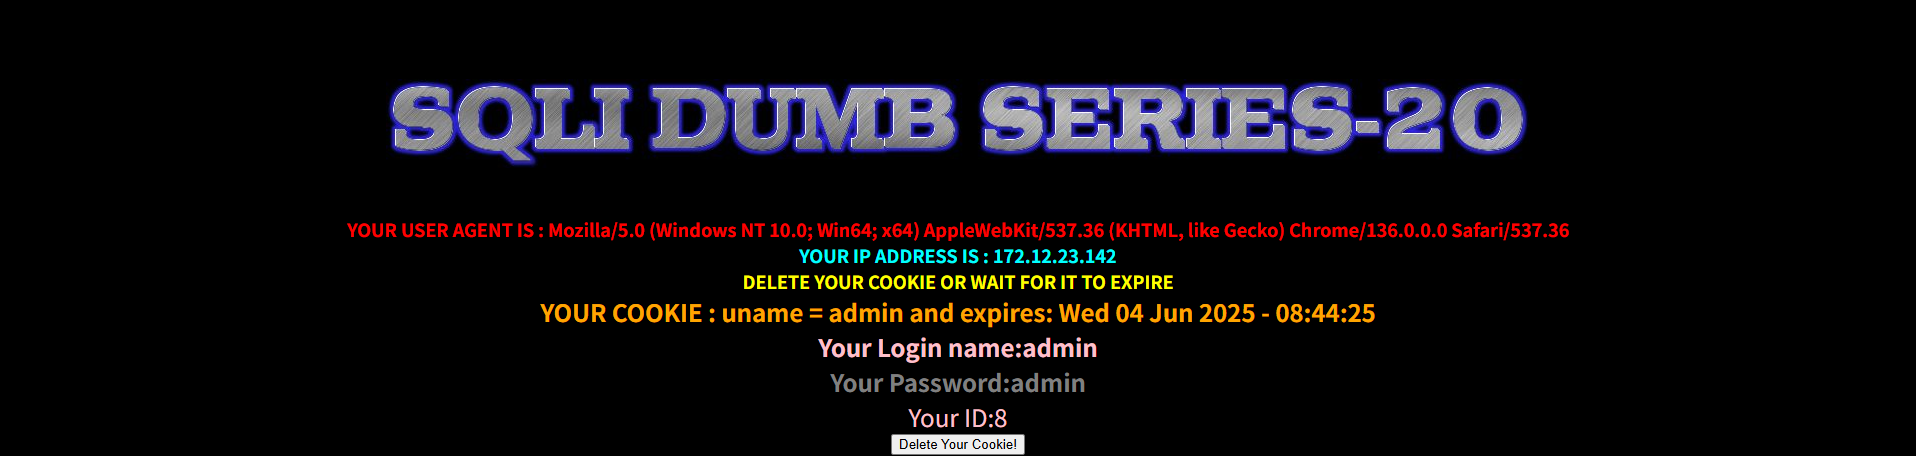 SQLI DUMB SERIES-20
YOUR USER AGENT IS : Mozilla/5.0 (Windows NT 10.0; Win64; x64) AppleWebKit/537.36 (KHTML, like Gecko) Chrome/136.0.0.0 Safari/537.36
YOUR IP ADDRESS IS : 172.12.23.142
DELETE YOUR COOKIE OR WAIT FOR IT TO EXPIRE
YOUR COOKIE : uname = admin and expires: Wed 04 Jun 2025 - 08:44:25
Your Login name:admin
Your Password:admin
Your ID:8
Delete Your Cookie!